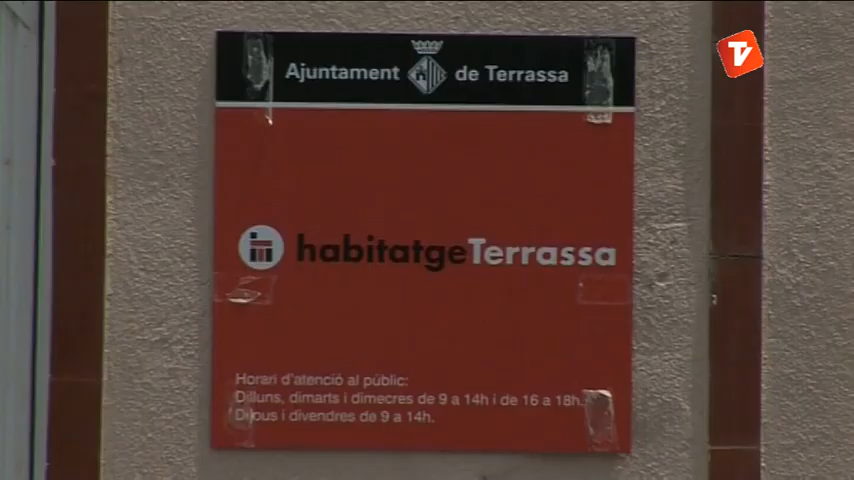 Ajuntament de Terrassa
TV
habitatgeTerrassa
Horari d'atenció al públic:
Dilluns, dimarts i dimecres de 9 a 14h i de 16 a 18h.
Dijous i divendres de 9 a 14h.